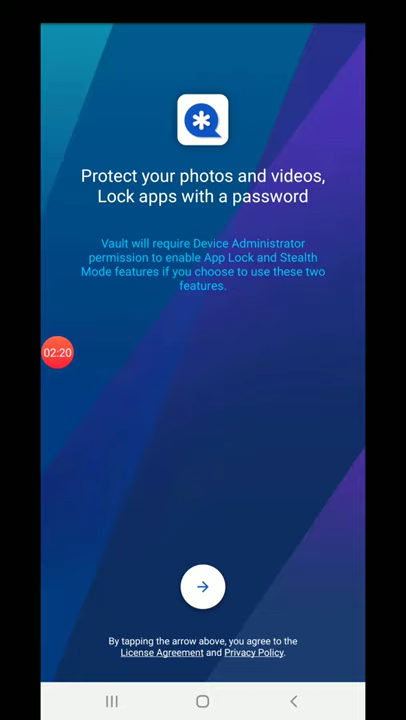 Protect your photos and videos,
Lock apps with a password
Vault will require Device Administrator
permission to enable App Lock and Stealth
Mode features if you choose to use these two
features.
02:20
By tapping the arrow above, you agree to the
License Agreement and Privacy Policy.